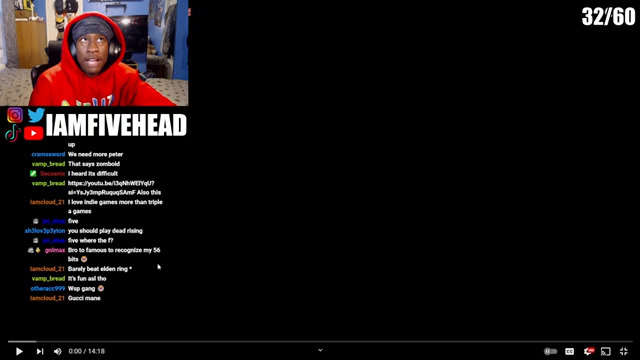 32/60
IAMFIVEHEAD
up
We need more peter
vamp_bread That says zomboid
I heard its difficult
vamp_bread
https://youtu.be/i3qNhWElYqU?
si=YsJy3mpRuquqSAmF Also this
Iamcloud_21 I love indie games more than triple
a games
five
sh3lov3p3yton you should play dead rising
five where the f?
gnlmax Bro to famous to recognize my 56
bits
Iamcloud_21 Barely beat elden ring *
vamp_bread It's fun asl tho
otheracc999 Wsp gang
Iamcloud_21 Gucci mane
0:00 / 14:18